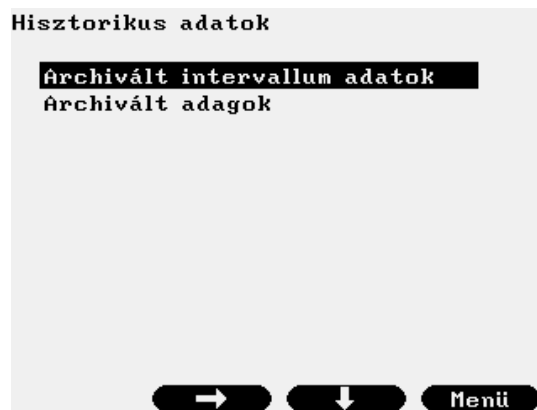 Hisztorikus adatok
Archivált intervallum adatok
Archivált adagok
Menü